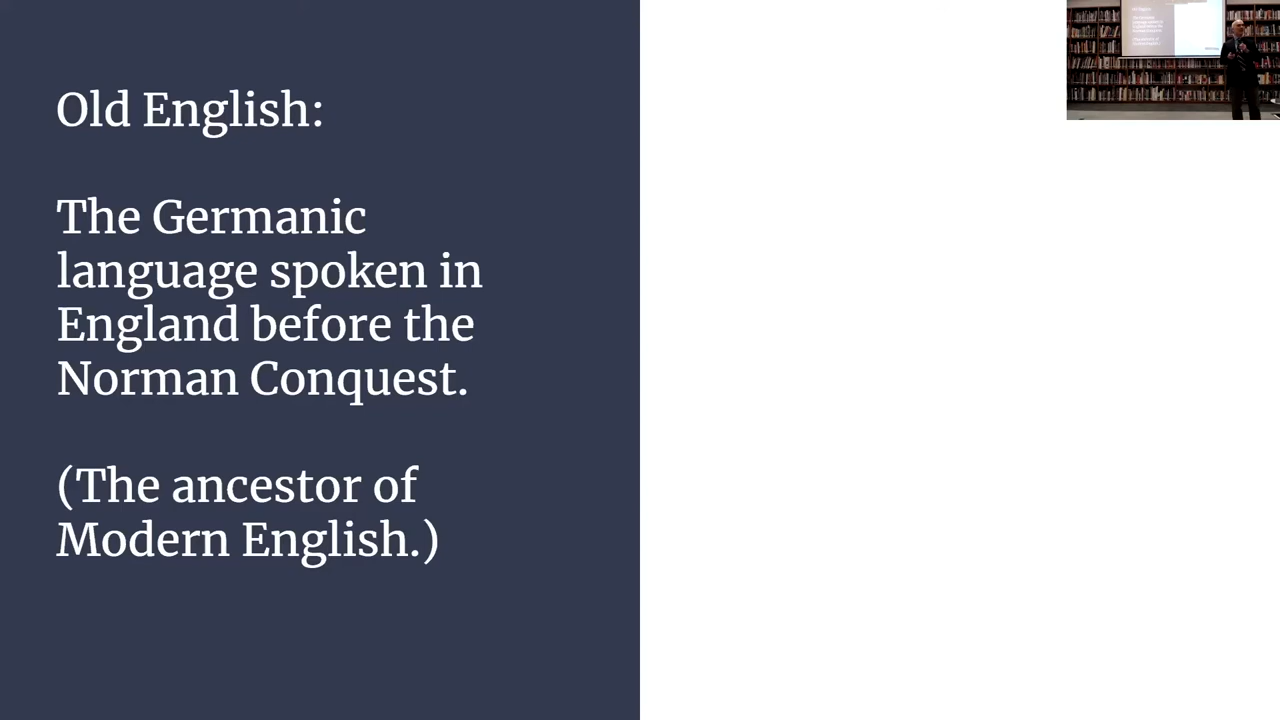 Old English:
The Germanic
language spoken in
England before the
Norman Conquest.
(The ancestor of
Modern English.)